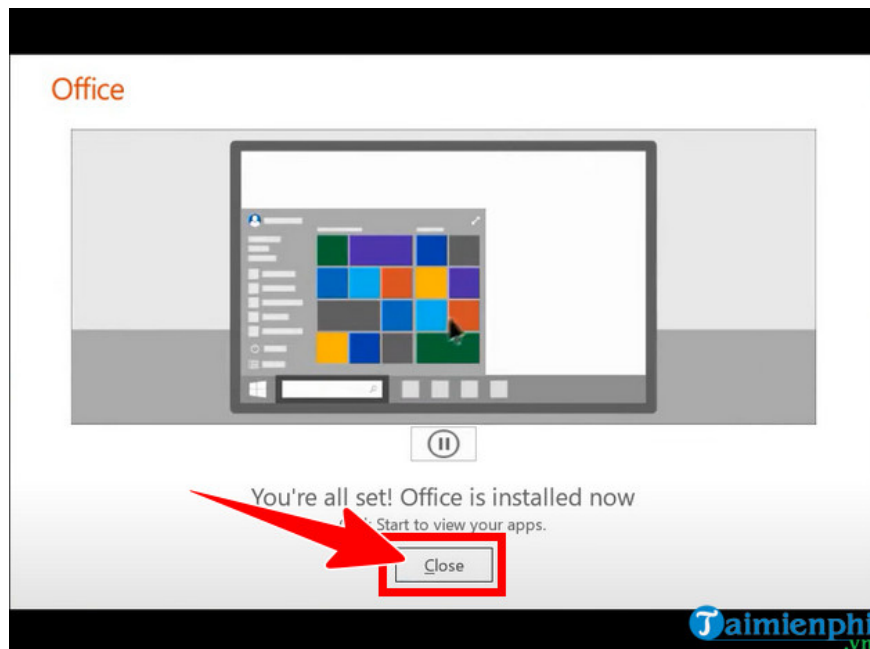 Office
You're all set! Office is installed now
Start to view your apps.
Close
Taimienphi
.vn